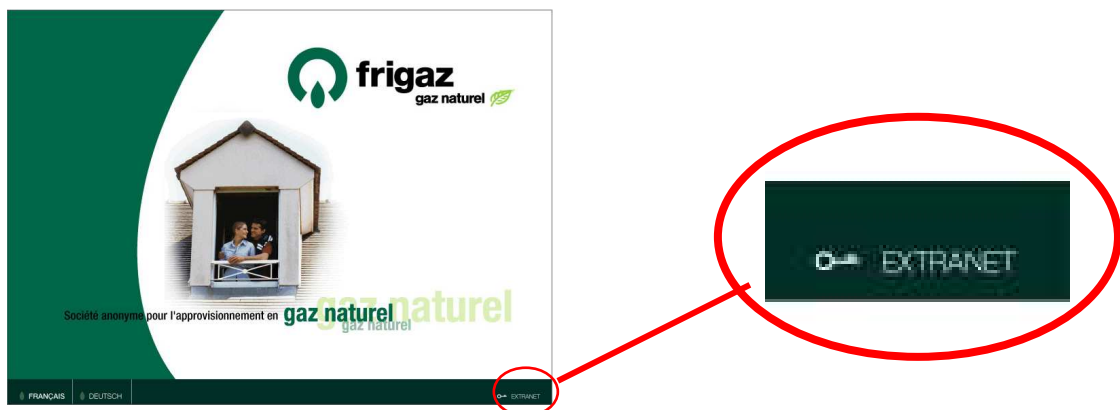 frigaz
gaz naturel
gaz naturel
Société anonyme pour l'approvisionnement en gaz naturel
gaz naturel
FRANÇAIS
DEUTSCH
EXTRANET
EXTRANET